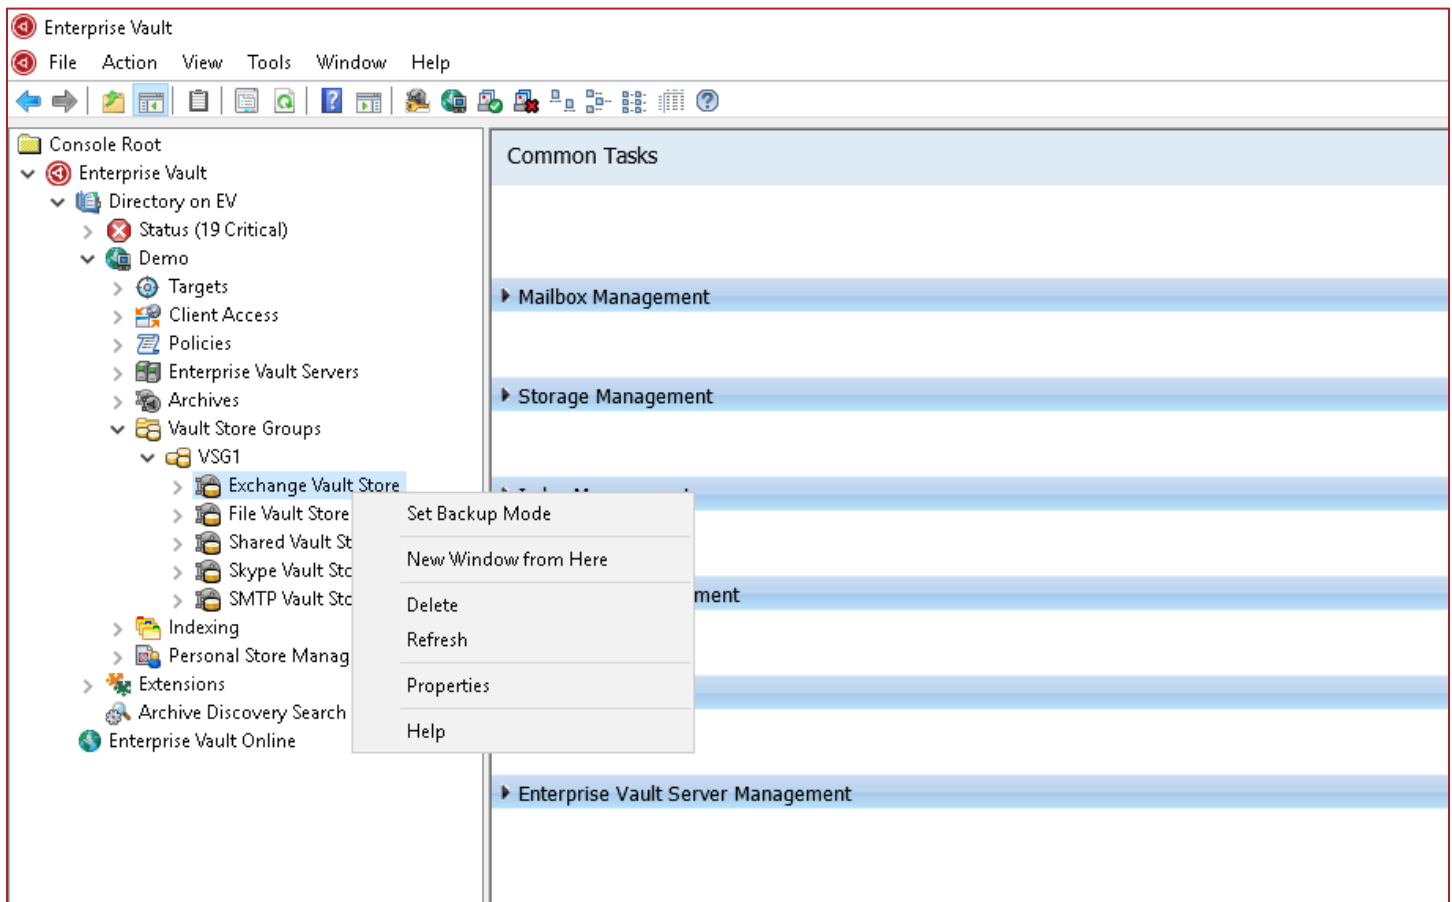 Enterprise Vault
File Action View Tools Window Help
Console Root
Enterprise Vault
Directory on EV
Status (19 Critical)
Demo
Targets
Client Access
Policies
Enterprise Vault Servers
Archives
Vault Store Groups
VSG1
Exchange Vault Store
File Vault Store
Shared Vault St
Skype Vault Stc
SMTP Vault Stc
Indexing
Personal Store Manag
Extensions
Archive Discovery Search
Enterprise Vault Online
Set Backup Mode
New Window from Here
Delete
Refresh
Properties
Help
Common Tasks
Mailbox Management
Storage Management
ment
Enterprise Vault Server Management